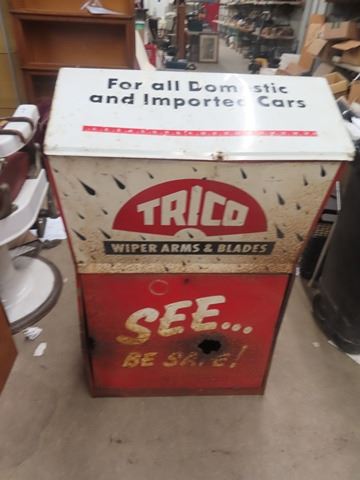 For all Domestic
and Imported Cars
TRICO
WIPER ARMS & BLADES
SEE...
BE SAFE!